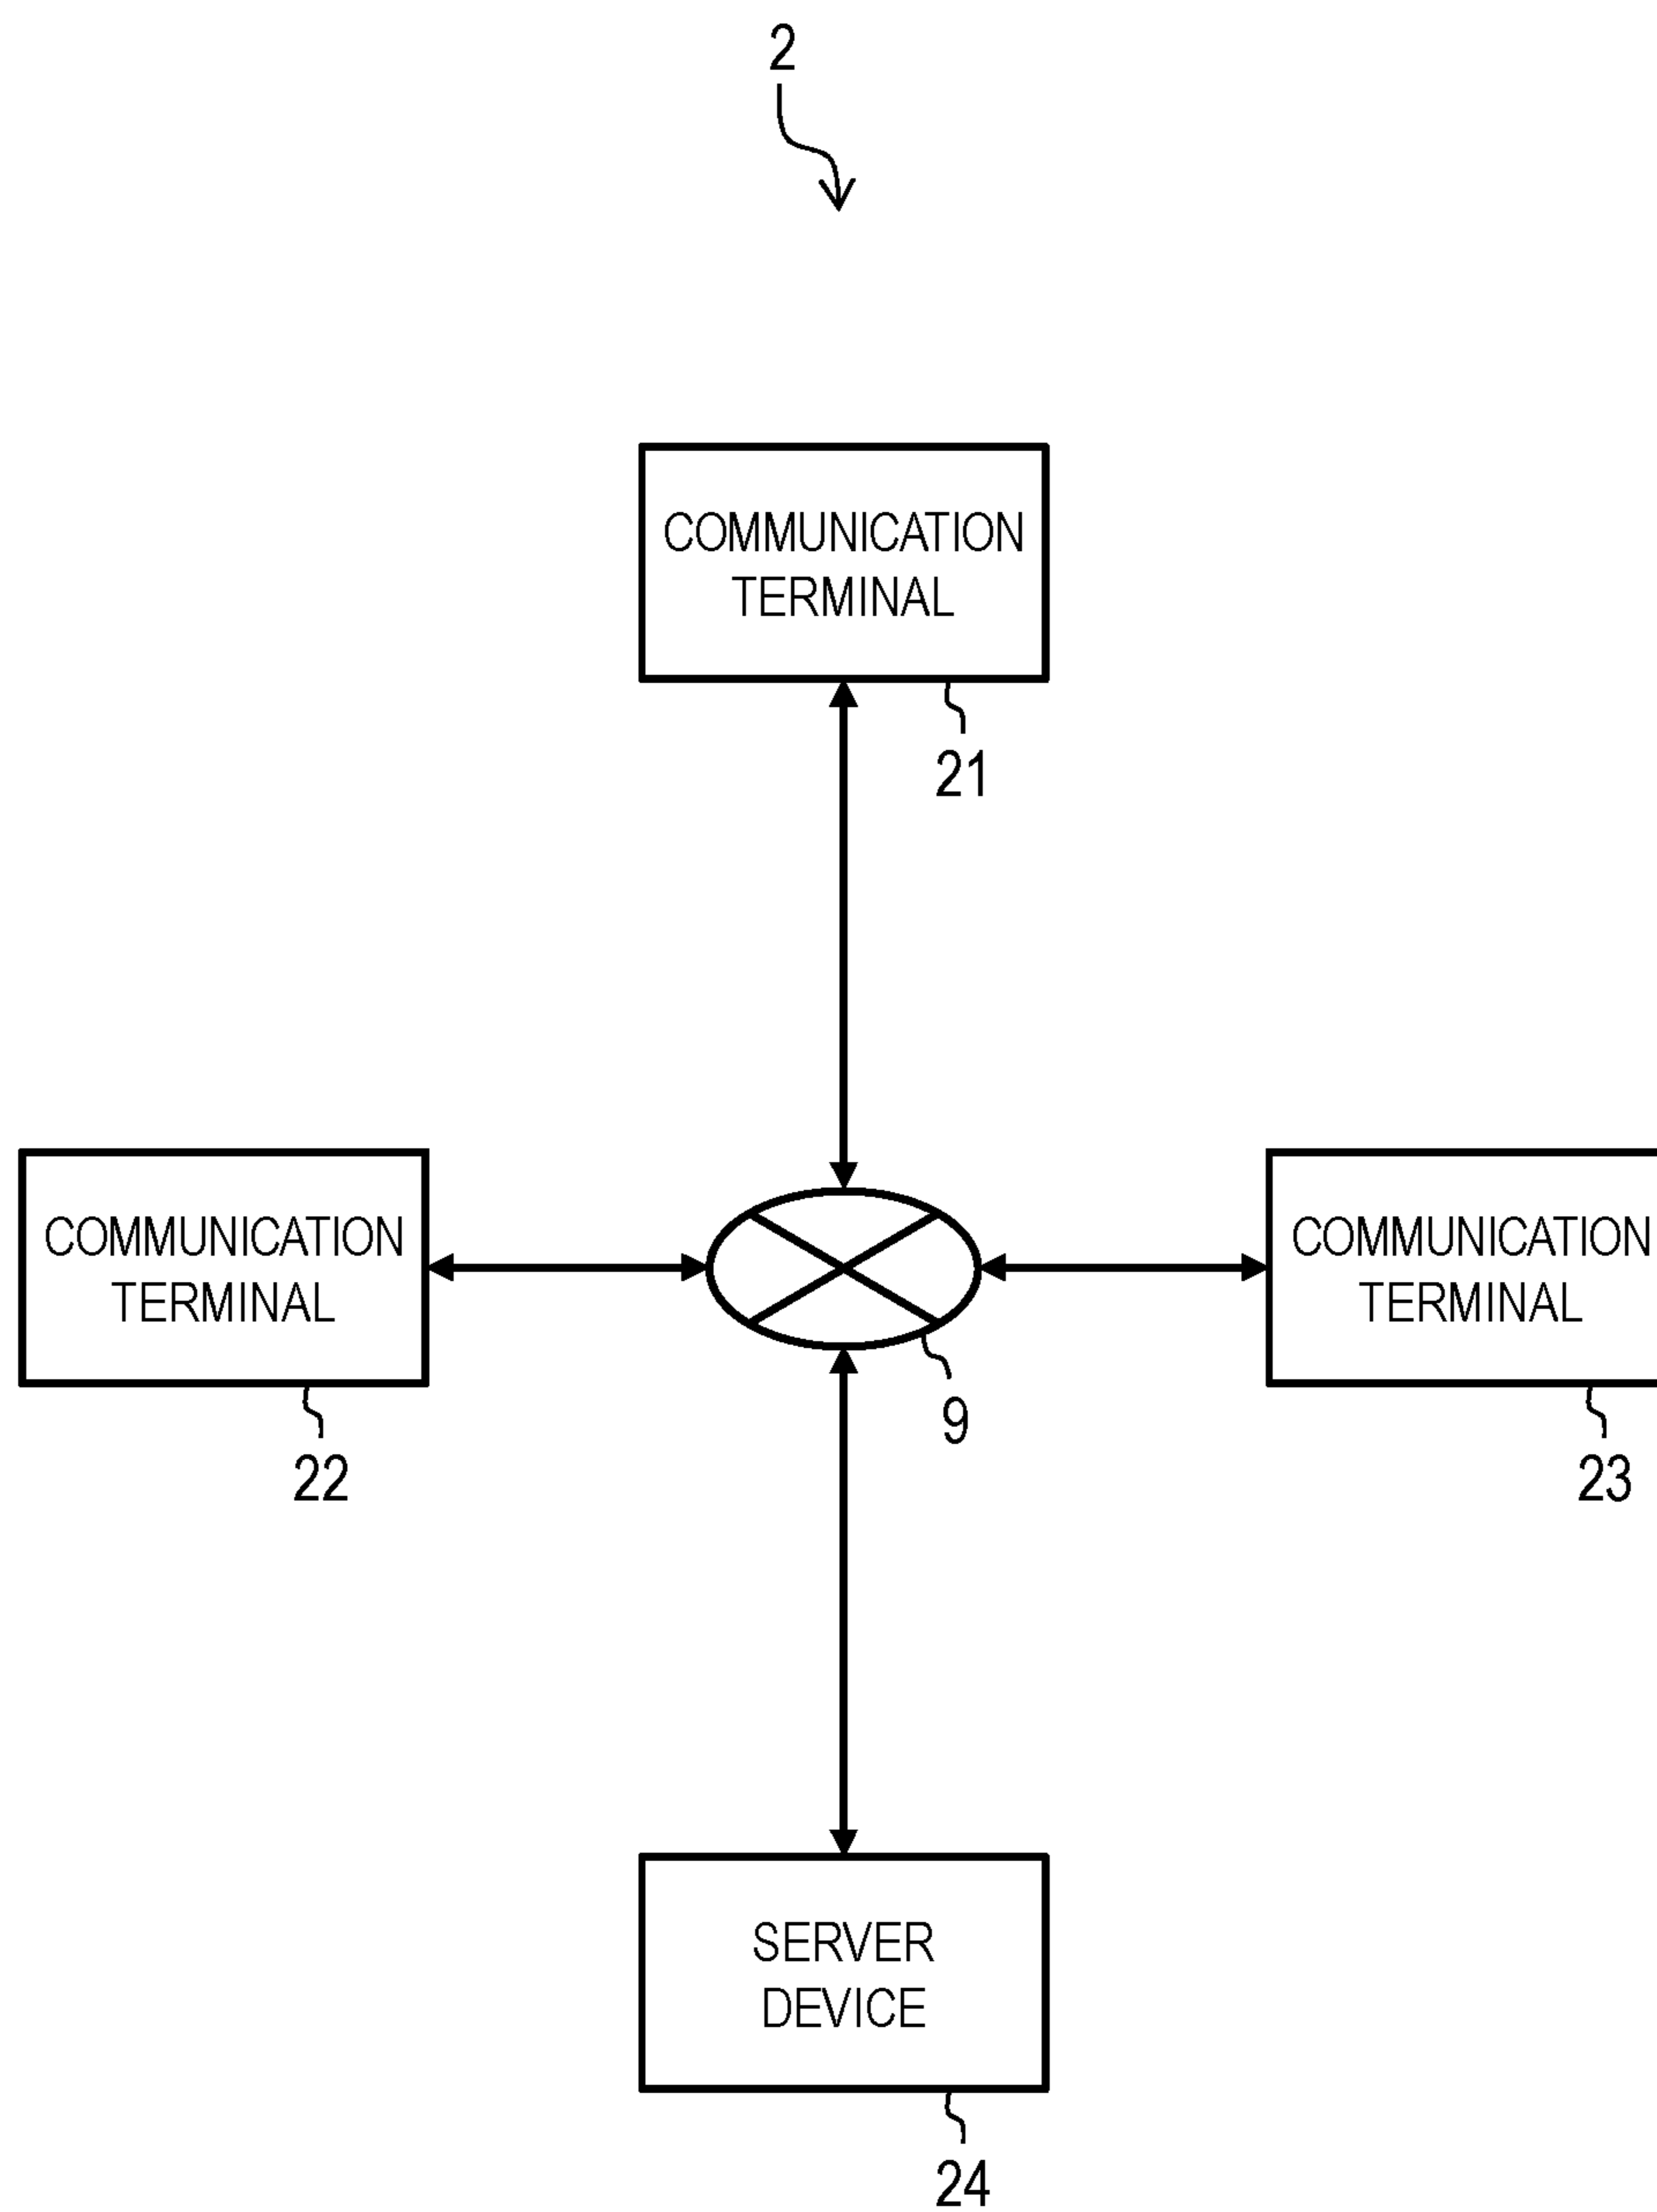 2
COMMUNICATION
TERMINAL
21
COMMUNICATION
TERMINAL
22
9
COMMUNICATION
TERMINAL
23
SERVER
DEVICE
24